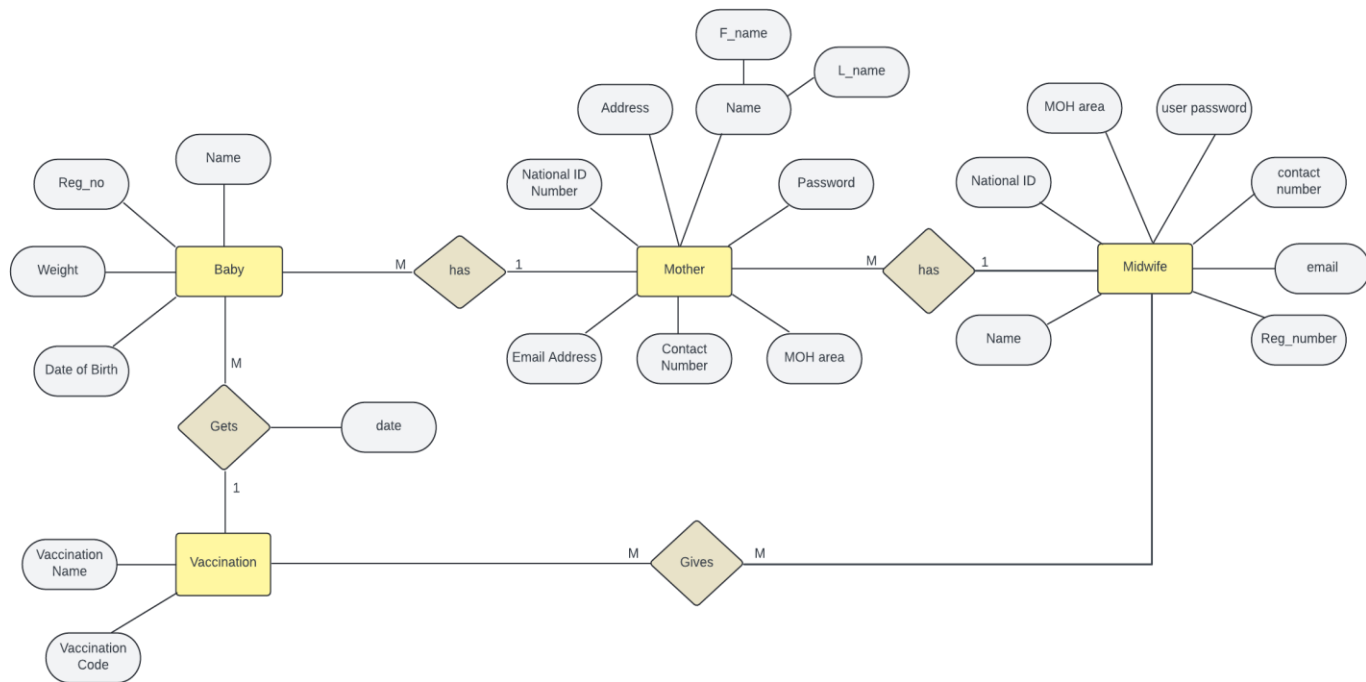 F_name
L_name
Address
Name
MOH area
user password
Name
Reg_no
National ID
Number
Password
National ID
contact
number
Weight
Baby
M
has
1
Mother
M
has
1
Midwife
email
Date of Birth
Email Address
Contact
Number
MOH area
Name
Reg_number
M
Gets
date
1
Vaccination
Name
Vaccination
M
Gives
M
Vaccination
Code